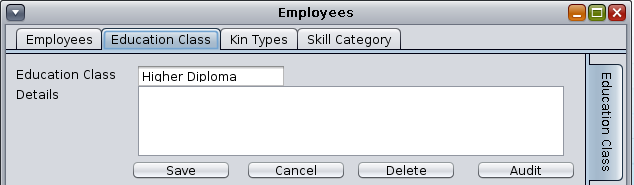 Employees
Employees Education Class Kin Types Skill Category
Education Class Higher Diploma
Details
Education Class
Save Cancel Delete Audit